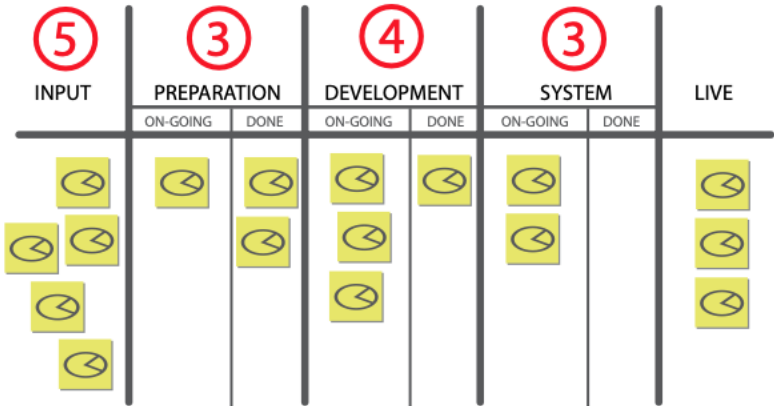 5 3 4 3
INPUT PREPARATION DEVELOPMENT SYSTEM LIVE
ON-GOING DONE ON-GOING DONE ON-GOING DONE